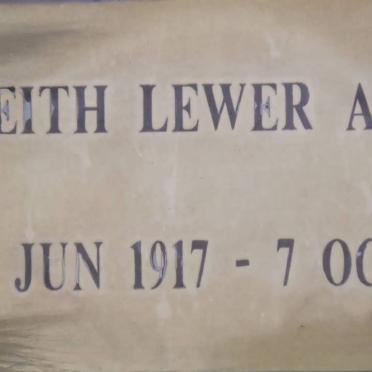 EITH LEWER A
JUN 1917 - 7 OC